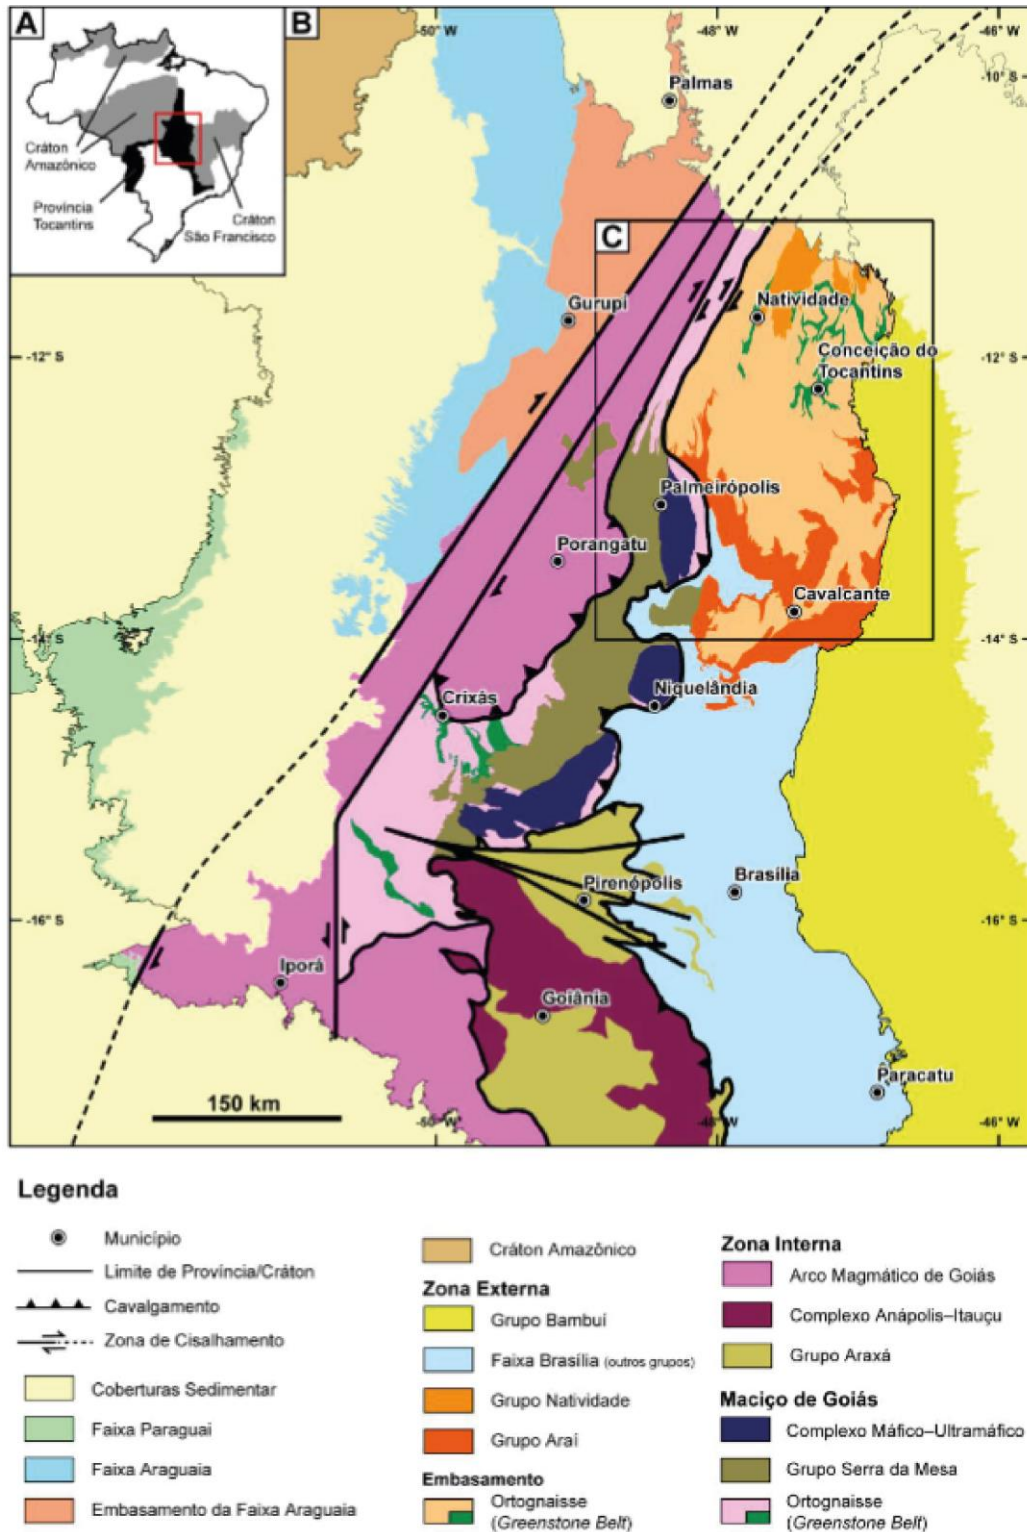 A
Cráton
Amazônico
Província
Tocantins
Cráton
São Francisco
B
-50° W
-48° W
-46° W
-10° S
Palmas
C
Gurupi
Natividade
-12° S
Conceição do
Tocantins
-12° S
Palmeirópolis
Porangatu
Cavalcante
-14° S
-14° S
Crixás
Niquelândia
Pirenópolis
Brasília
-16° S
-16° S
Iporá
Goiânia
Paracatu
150 km
-50° W
-48° W
-46° W
Legenda
Município
Limite de Província/Cráton
Cavalgamento
Zona de Cisalhamento
Coberturas Sedimentar
Faixa Paraguai
Faixa Araguaia
Embasamento da Faixa Araguaia
Cráton Amazônico
Zona Externa
Grupo Bambuí
Faixa Brasília (outros grupos)
Grupo Natividade
Grupo Araí
Embasamento
Ortognaisse
(Greenstone Belt)
Zona Interna
Arco Magmático de Goiás
Complexo Anápolis–Itauçu
Grupo Araxá
Maciço de Goiás
Complexo Máfico–Ultramáfico
Grupo Serra da Mesa
Ortognaisse
(Greenstone Belt)